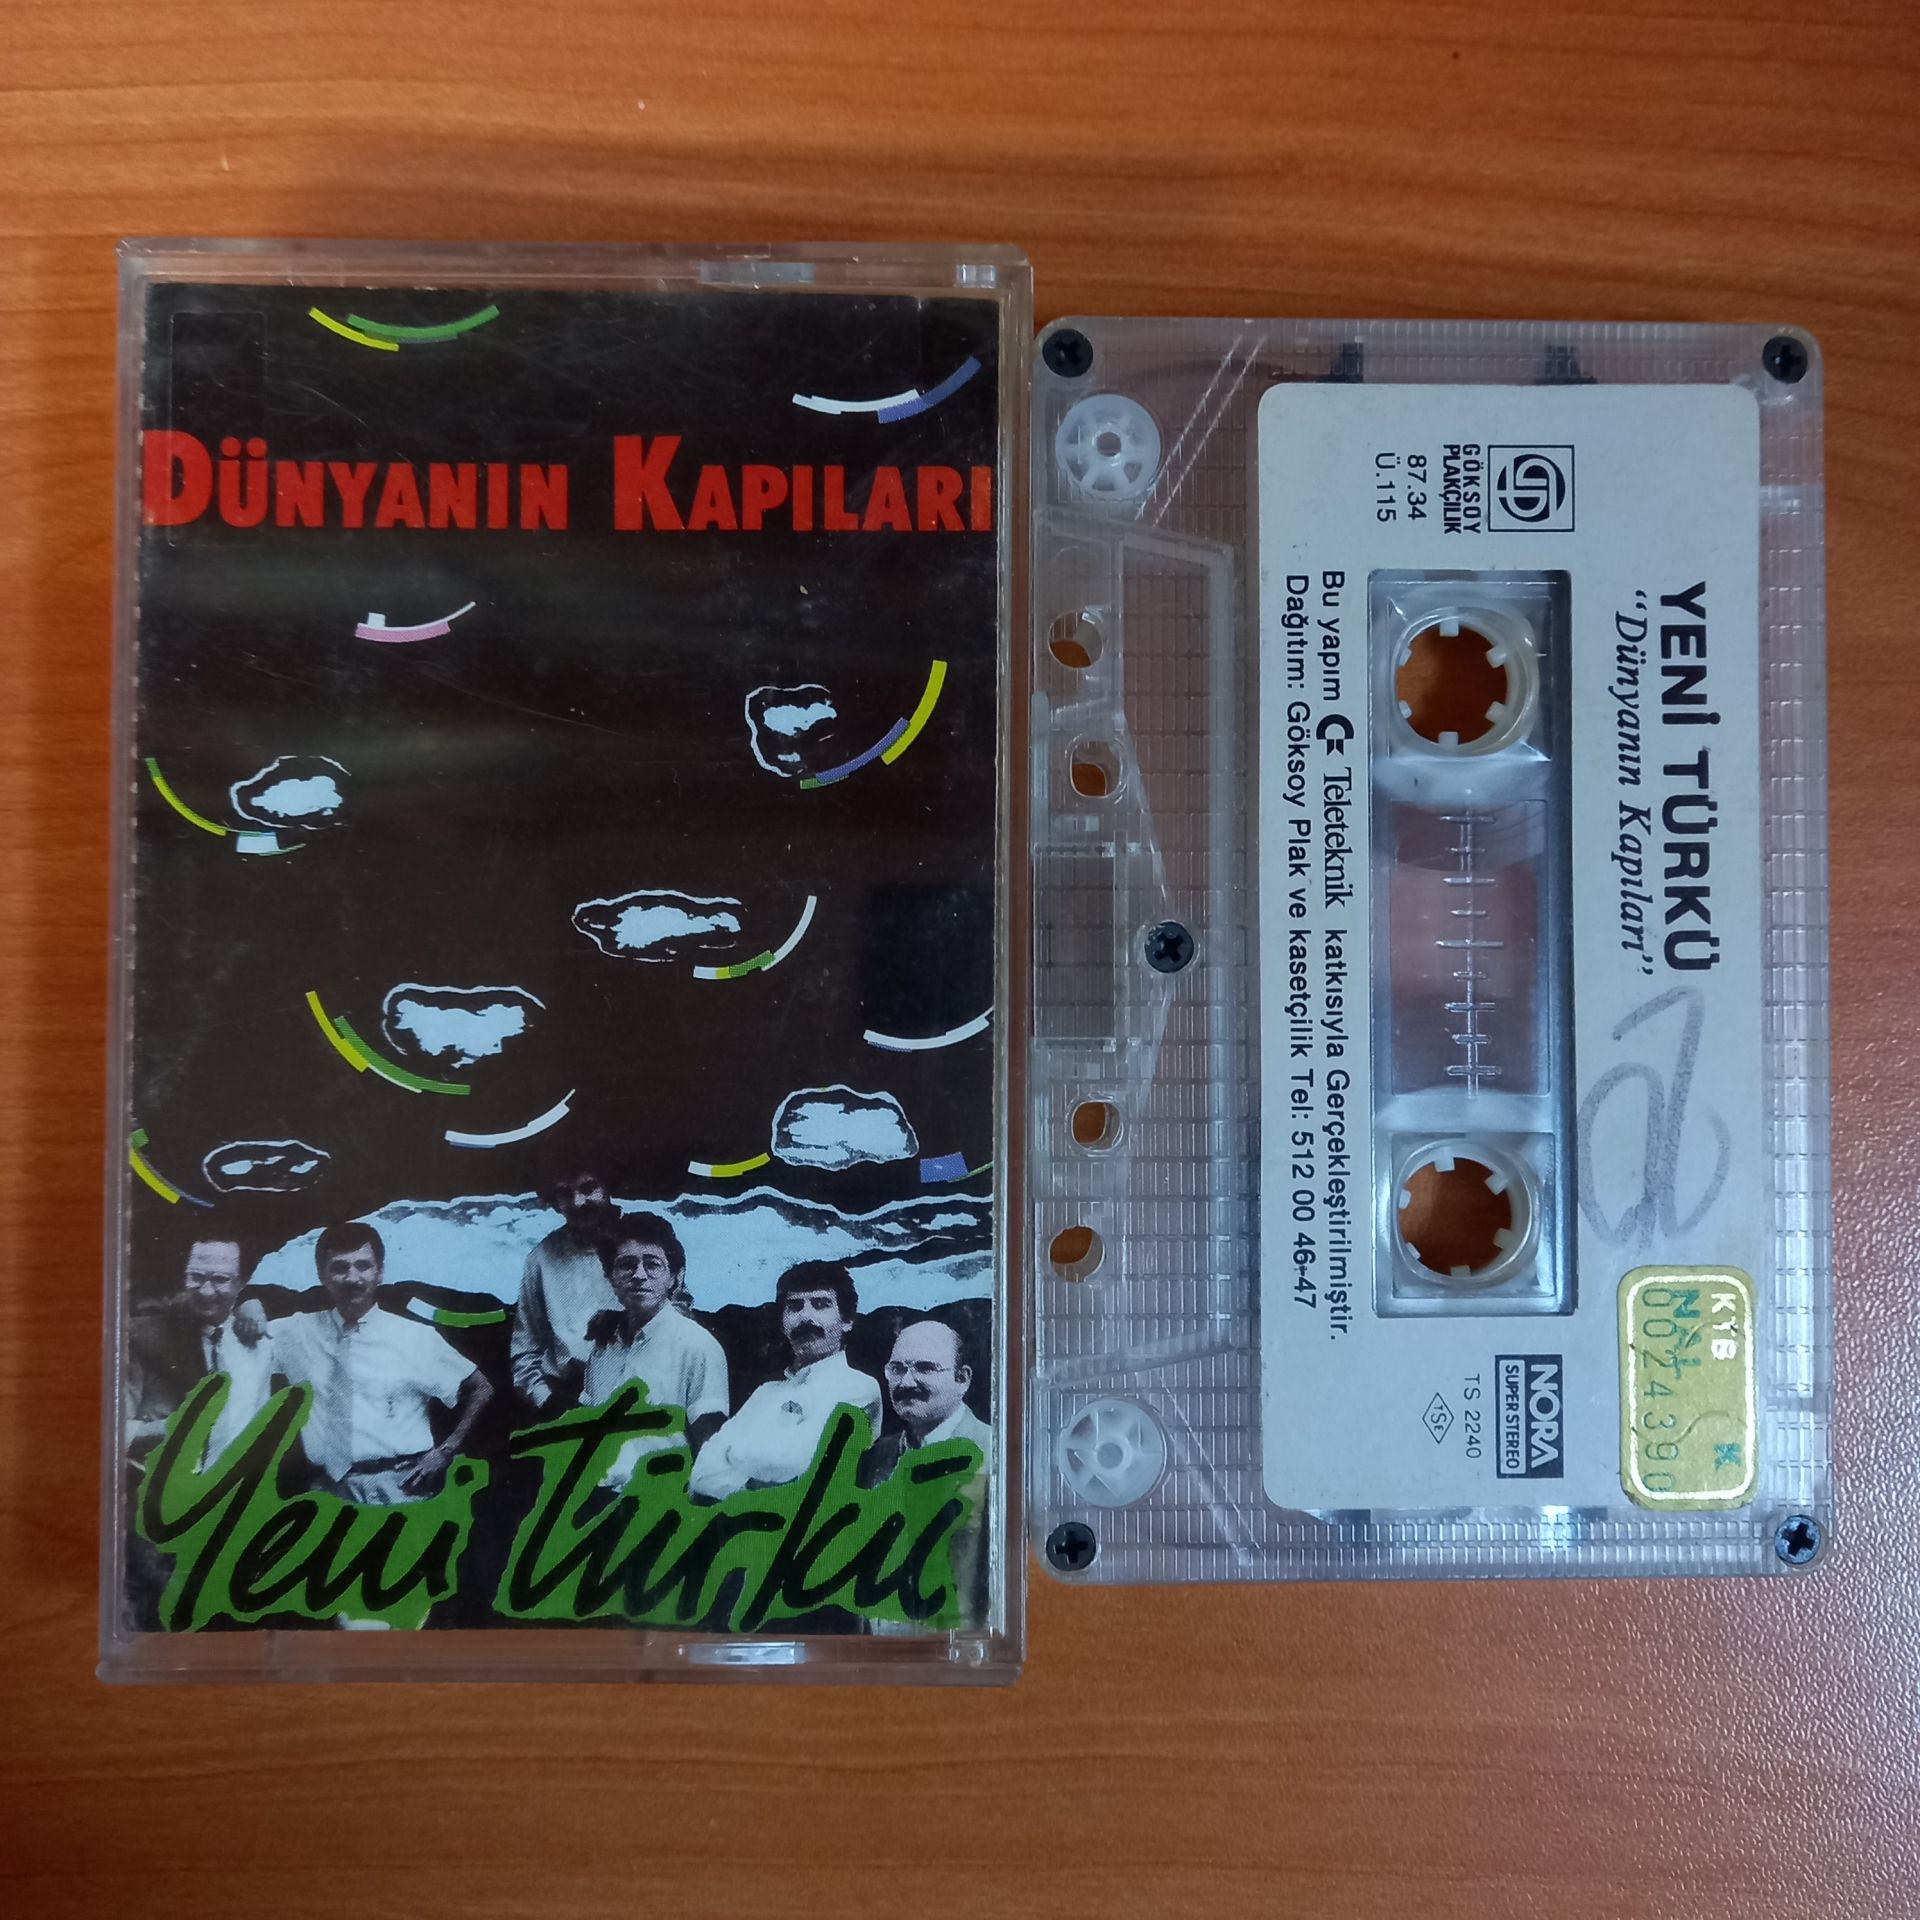 DÜNYANIN KAPILARI
Yeni Türkü
GÖKSOY
PLAKÇILIK
87.34
Ü.115
YENİ TÜRKÜ
“Dünyanın Kapıları”
Bu yapım Teleteknik katkısıyla Gerçekleştirilmiştir.
Dağıtım: Göksoy Plak ve kasetçilik Tel: 512 00 46-47
NORA
SUPER STEREO
TS 2240
TSE
KTB
0024390
K